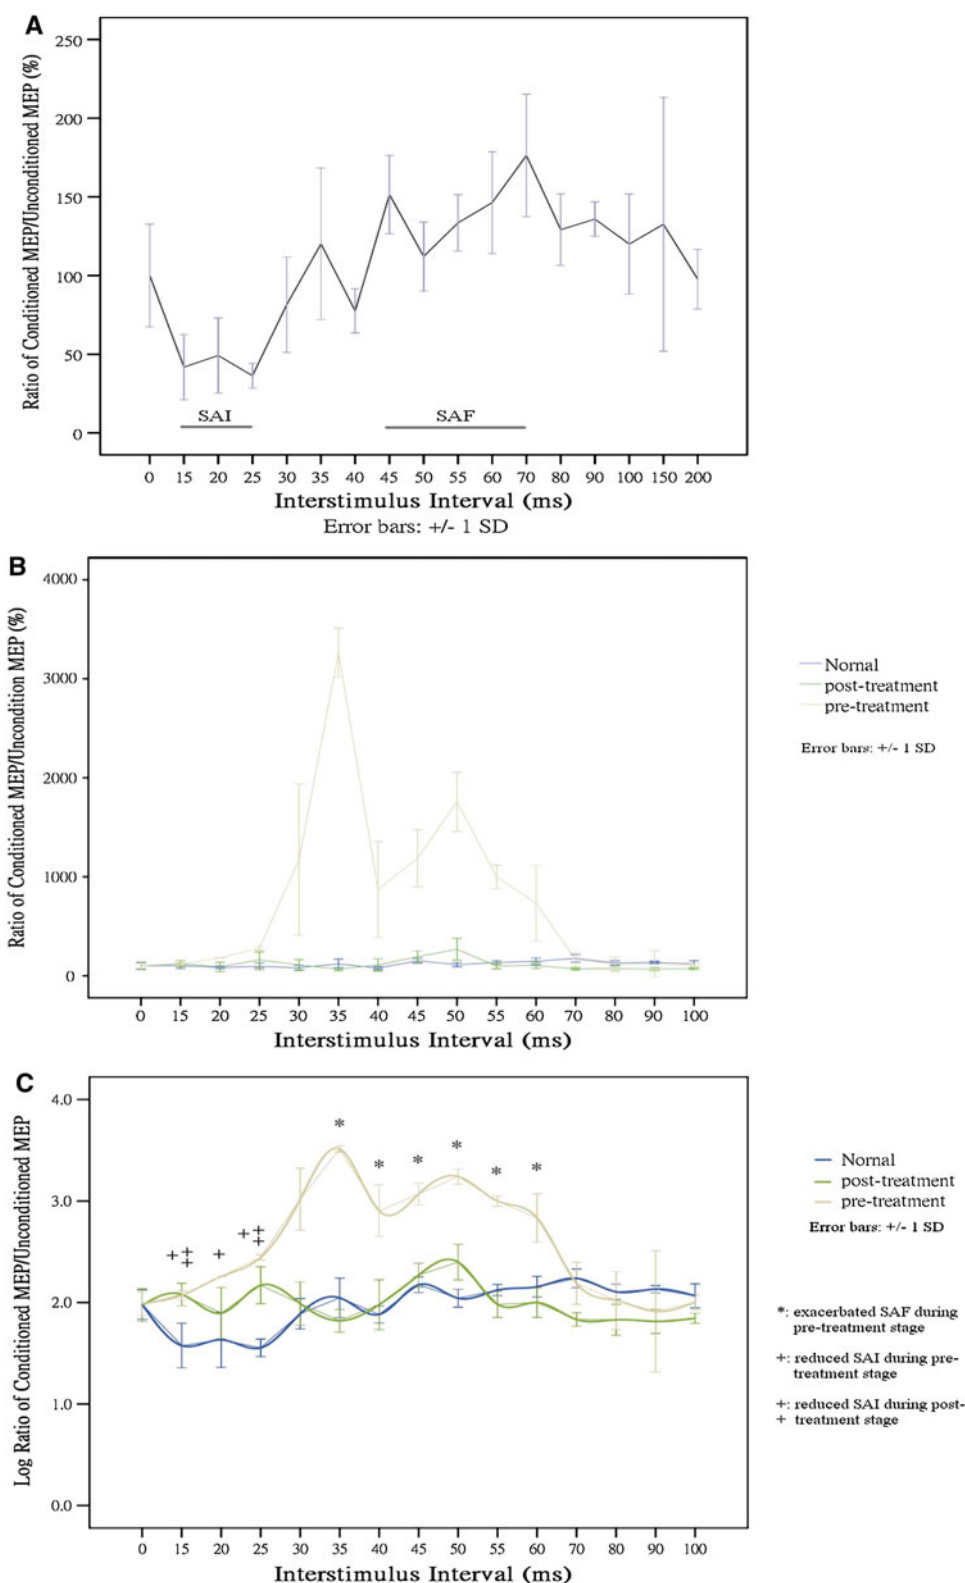 A
Ratio of Conditioned MEP/Unconditioned MEP (%)
250
200
150
100
50
0
SAI
SAF
0 15 20 25 30 35 40 45 50 55 60 70 80 90 100 150 200
Interstimulus Interval (ms)
Error bars: +/- 1 SD
B
Ratio of Conditioned MEP/Uncondition MEP (%)
4000
3000
2000
1000
0
0 15 20 25 30 35 40 45 50 55 60 70 80 90 100
Interstimulus Interval (ms)
Nornal
post-treatment
pre-treatment
Error bars: +/- 1 SD
C
Log Ratio of Conditioned MEP/Unconditioned MEP
4.0
3.0
2.0
1.0
0.0
* * * * * *
+ ‡ + + ‡
0 15 20 25 30 35 40 45 50 55 60 70 80 90 100
Interstimulus Interval (ms)
Nornal
post-treatment
pre-treatment
Error bars: +/- 1 SD
*: exacerbated SAF during
pre-treatment stage
+: reduced SAI during pre-
treatment stage
+: reduced SAI during post-
+ treatment stage